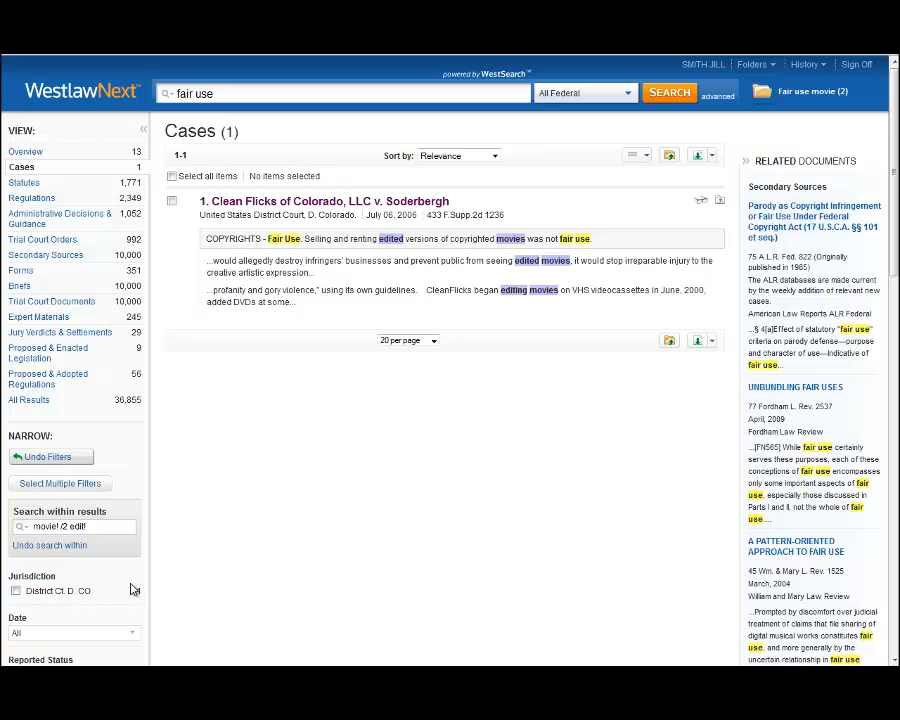 SMITH JILL Folders History Sign Off
powered by WestSearch™
WestlawNext™ fair use All Federal SEARCH advanced Fair use movie (2)
VIEW:
Overview 13
Cases 1
Statutes 1,771
Regulations 2,349
Administrative Decisions & 1,052
Guidance
Trial Court Orders 992
Secondary Sources 10,000
Forms 351
Briefs 10,000
Trial Court Documents 10,000
Expert Materials 245
Jury Verdicts & Settlements 29
Proposed & Enacted 9
Legislation
Proposed & Adopted 56
Regulations
All Results 36,855
NARROW:
Undo Filters
Select Multiple Filters
Search within results
movie! /2 edit!
Undo search within
Jurisdiction
District Ct. D. CO
Date
All
Reported Status
Cases (1)
1-1 Sort by: Relevance
Select all items No items selected
1. Clean Flicks of Colorado, LLC v. Soderbergh
United States District Court, D. Colorado. July 06, 2006 433 F.Supp.2d 1236
COPYRIGHTS - Fair Use. Selling and renting edited versions of copyrighted movies was not fair use.
...would allegedly destroy infringers' businesses and prevent public from seeing edited movies, it would stop irreparable injury to the
creative artistic expression...
...profanity and gory violence," using its own guidelines. CleanFlicks began editing movies on VHS videocassettes in June, 2000,
added DVDs at some...
20 per page
RELATED DOCUMENTS
Secondary Sources
Parody as Copyright Infringement
or Fair Use Under Federal
Copyright Act (17 U.S.C.A. §§ 101
et seq.)
75 A.L.R. Fed. 822 (Originally
published in 1985)
The ALR databases are made current
by the weekly addition of relevant new
cases.
American Law Reports ALR Federal
...§ 4[a]Effect of statutory "fair use"
criteria on parody defense—purpose
and character of use—Indicative of
fair use...
UNBUNDLING FAIR USES
77 Fordham L. Rev. 2537
April, 2009
Fordham Law Review
...[FN565] While fair use certainly
serves these purposes, each of these
conceptions of fair use encompasses
only some important aspects of fair
use, especially those discussed in
Parts I and II, not the whole of fair
use....
A PATTERN-ORIENTED
APPROACH TO FAIR USE
45 Wm. & Mary L. Rev. 1525
March, 2004
William and Mary Law Review
...Prompted by discomfort over judicial
treatment of claims that file sharing of
digital musical works constitutes fair
use, and more generally by the
uncertain relationship in fair use